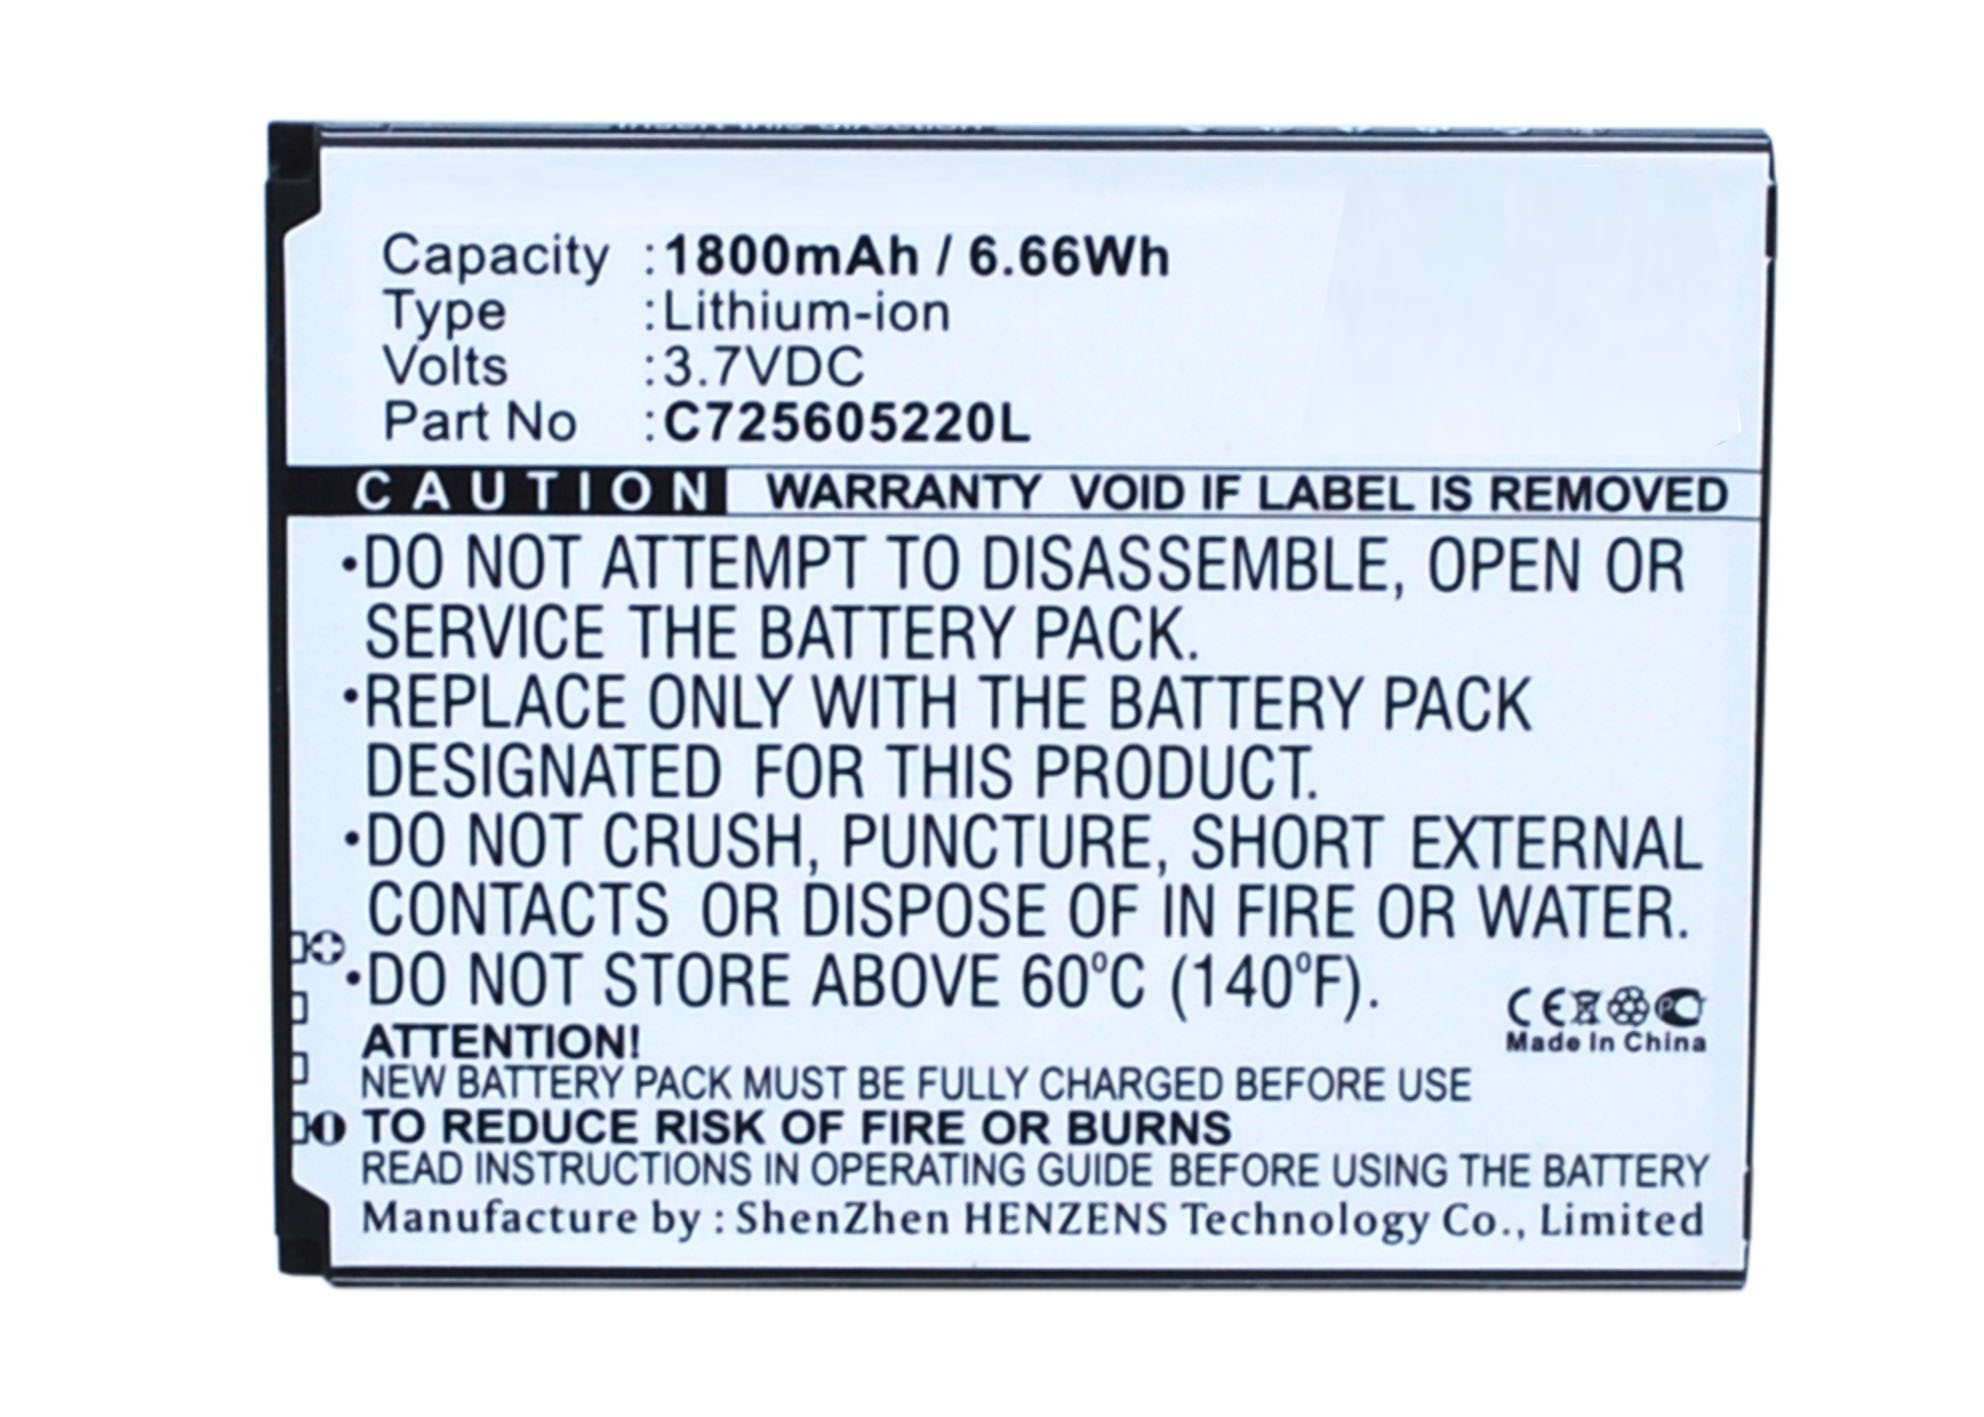 Insert this direction
Capacity :1800mAh / 6.66Wh
Type :Lithium-ion
Volts :3.7VDC
Part No :C725605220L
CAUTION WARRANTY VOID IF LABEL IS REMOVED
•DO NOT ATTEMPT TO DISASSEMBLE, OPEN OR
SERVICE THE BATTERY PACK.
•REPLACE ONLY WITH THE BATTERY PACK
DESIGNATED FOR THIS PRODUCT.
•DO NOT CRUSH, PUNCTURE, SHORT EXTERNAL
CONTACTS OR DISPOSE OF IN FIRE OR WATER.
•DO NOT STORE ABOVE 60°C (140°F).
CE PC
Made In China
ATTENTION!
NEW BATTERY PACK MUST BE FULLY CHARGED BEFORE USE
TO REDUCE RISK OF FIRE OR BURNS
READ INSTRUCTIONS IN OPERATING GUIDE BEFORE USING THE BATTERY
Manufacture by : ShenZhen HENZENS Technology Co., Limited